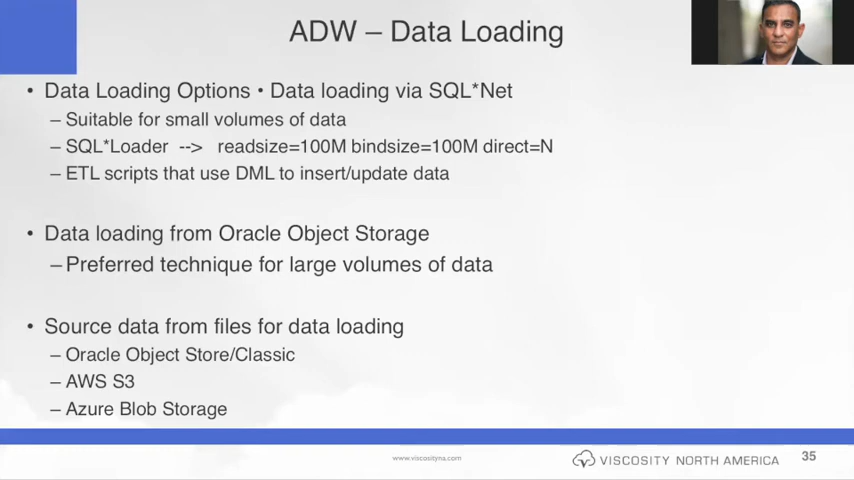 ADW – Data Loading
• Data Loading Options • Data loading via SQL*Net
– Suitable for small volumes of data
– SQL*Loader --> readsize=100M bindsize=100M direct=N
– ETL scripts that use DML to insert/update data
• Data loading from Oracle Object Storage
– Preferred technique for large volumes of data
• Source data from files for data loading
– Oracle Object Store/Classic
– AWS S3
– Azure Blob Storage
www.viscosityna.com
VISCOSITY NORTH AMERICA
35